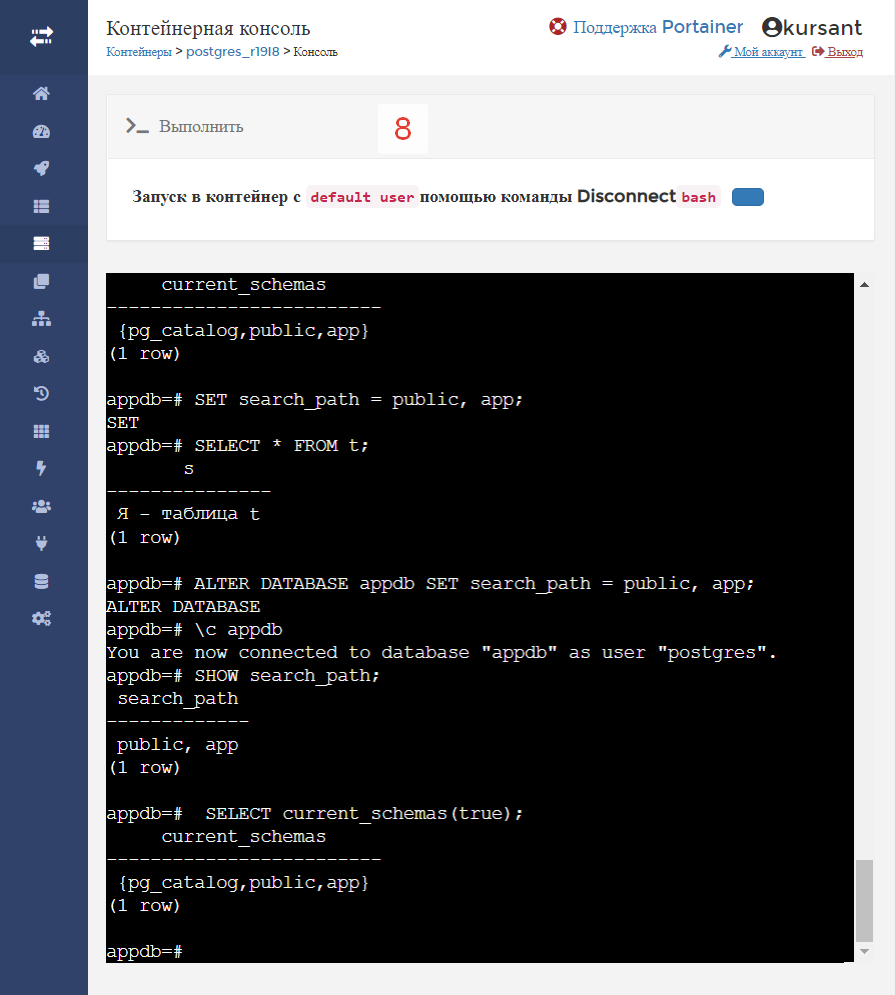 Контейнерная консоль
Контейнеры > postgres_r19l8 > Консоль
Поддержка Portainer
kursant
Мой аккаунт Выход
Выполнить
8
Запуск в контейнер с default user помощью команды Disconnect bash
current_schemas
-------------------------
{pg_catalog,public,app}
(1 row)
appdb=# SET search_path = public, app;
SET
appdb=# SELECT * FROM t;
s
---------------
Я - таблица t
(1 row)
appdb=# ALTER DATABASE appdb SET search_path = public, app;
ALTER DATABASE
appdb=# \c appdb
You are now connected to database "appdb" as user "postgres".
appdb=# SHOW search_path;
search_path
-------------
public, app
(1 row)
appdb=#  SELECT current_schemas(true);
current_schemas
-------------------------
{pg_catalog,public,app}
(1 row)
appdb=#